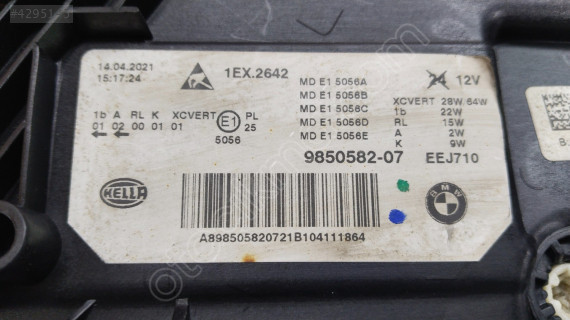 #4295
14.04.2021
15:17:24
1EX.2642
MD E1 5056A
MD E1 5056B
MD E1 5056C
MD E1 5056D
MD E1 5056E
24 12V
XCVERT 28W/64W
1b 22W
RL 15W
A 2W
K 9W
1b A RL K XCVERT E1 PL
01 02 00 01 01 25
5056
9850582-07 EEJ710
HELLA
BMW
A898505820721B104111864